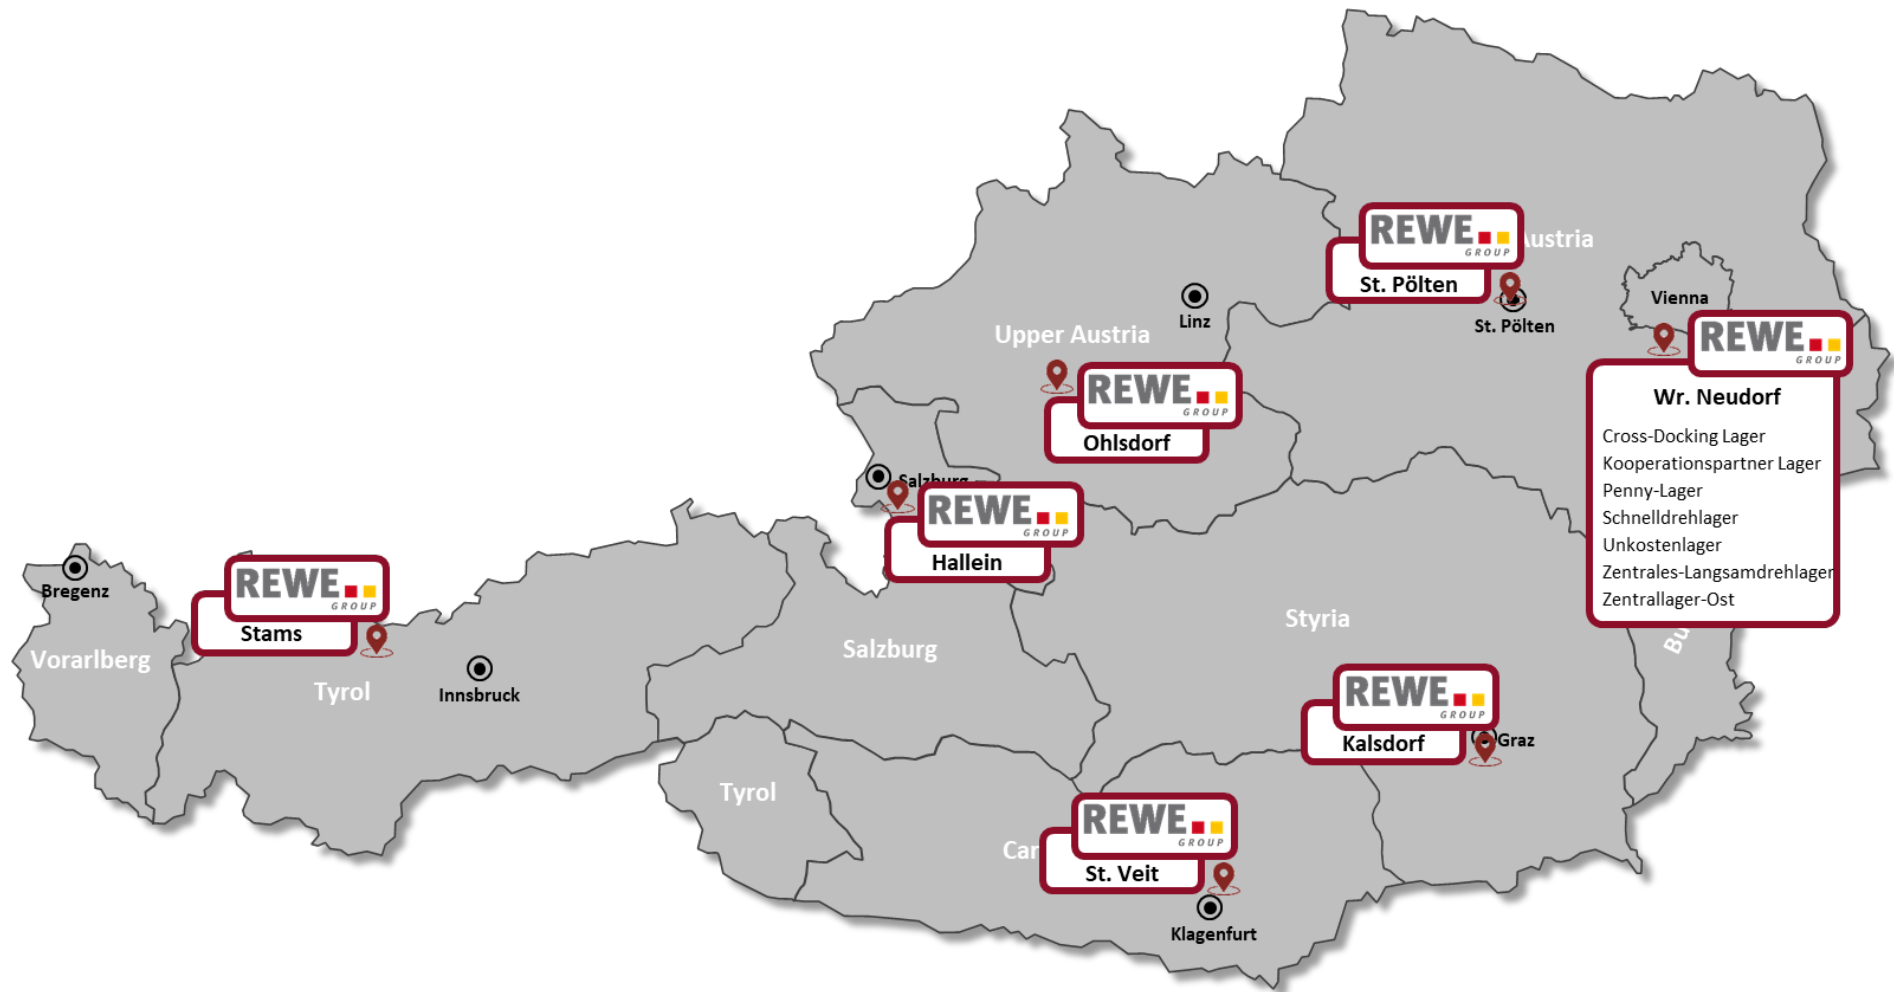 REWE
GROUP
St. Pölten
Austria
St. Pölten
Vienna
Linz
Upper Austria
REWE
GROUP
Wr. Neudorf
Cross-Docking Lager
Kooperationspartner Lager
Penny-Lager
Schnelldrehlager
Unkostenlager
Zentrales-Langsamdrehlager
Zentrallager-Ost
REWE
GROUP
Ohlsdorf
Salzburg
REWE
GROUP
Hallein
Bregenz
Vorarlberg
REWE
GROUP
Stams
Tyrol
Innsbruck
Salzburg
Styria
Bu
REWE
GROUP
Kalsdorf
Graz
Tyrol
Car
REWE
GROUP
St. Veit
Klagenfurt